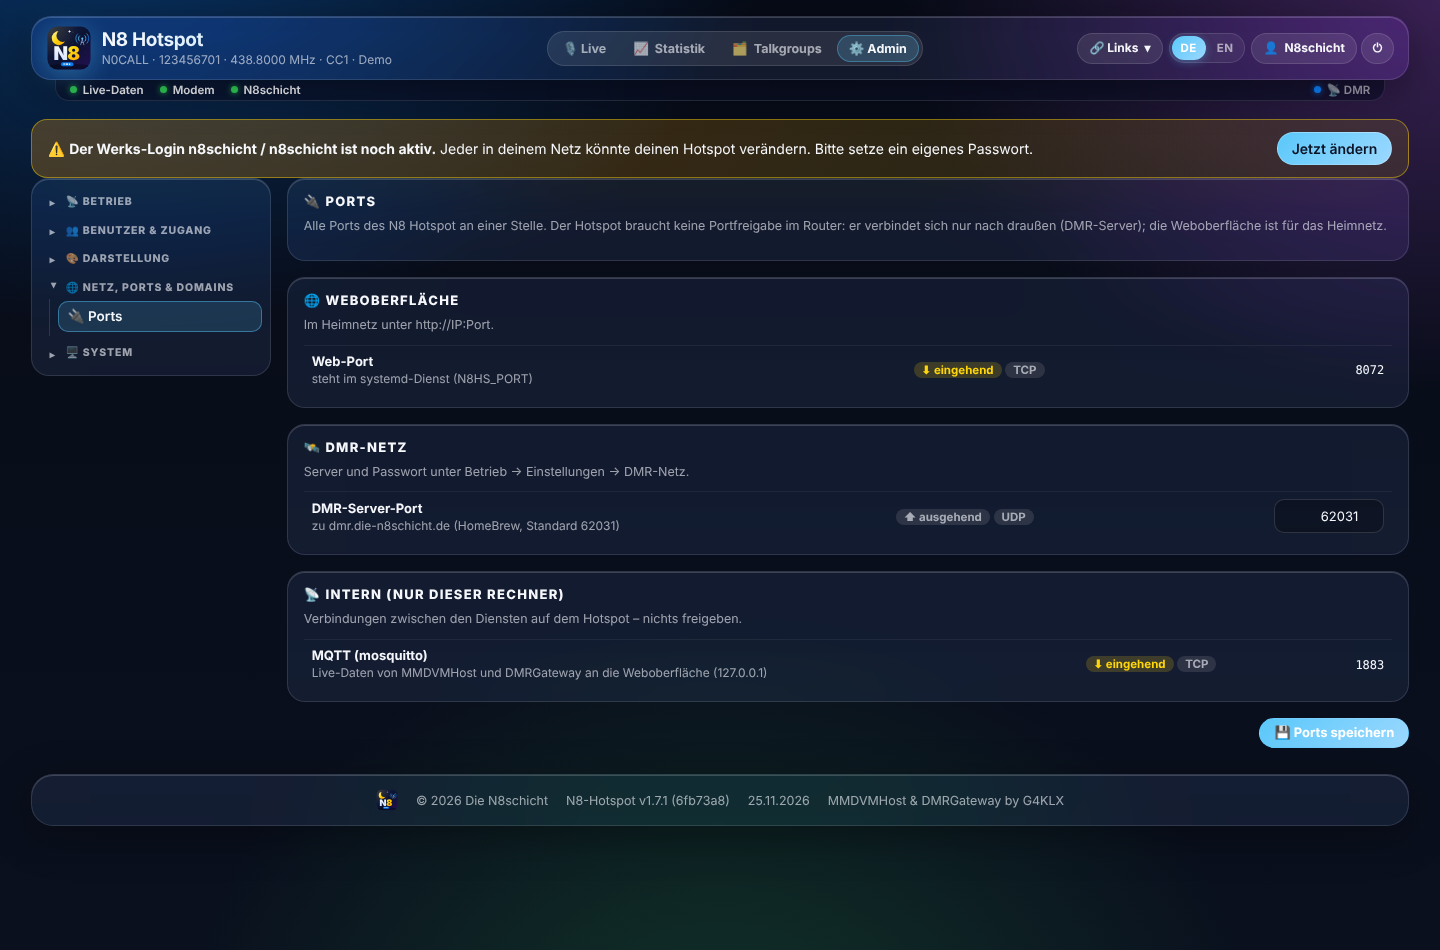 N8 Hotspot
N0CALL · 123456701 · 438.8000 MHz · CC1 · Demo
Live
Statistik
Talkgroups
Admin
Links ▾
DE
EN
N8schicht
Live-Daten
Modem
N8schicht
DMR
Der Werks-Login n8schicht / n8schicht ist noch aktiv. Jeder in deinem Netz könnte deinen Hotspot verändern. Bitte setze ein eigenes Passwort.
Jetzt ändern
BETRIEB
BENUTZER & ZUGANG
DARSTELLUNG
NETZ, PORTS & DOMAINS
Ports
SYSTEM
PORTS
Alle Ports des N8 Hotspot an einer Stelle. Der Hotspot braucht keine Portfreigabe im Router: er verbindet sich nur nach draußen (DMR-Server); die Weboberfläche ist für das Heimnetz.
WEBOBERFLÄCHE
Im Heimnetz unter http://IP:Port.
Web-Port
steht im systemd-Dienst (N8HS_PORT)
⬇ eingehend
TCP
8072
DMR-NETZ
Server und Passwort unter Betrieb → Einstellungen → DMR-Netz.
DMR-Server-Port
zu dmr.die-n8schicht.de (HomeBrew, Standard 62031)
⬆ ausgehend
UDP
62031
INTERN (NUR DIESER RECHNER)
Verbindungen zwischen den Diensten auf dem Hotspot – nichts freigeben.
MQTT (mosquitto)
Live-Daten von MMDVMHost und DMRGateway an die Weboberfläche (127.0.0.1)
⬇ eingehend
TCP
1883
Ports speichern
N8
© 2026 Die N8schicht
N8-Hotspot v1.7.1 (6fb73a8)
25.11.2026
MMDVMHost & DMRGateway by G4KLX